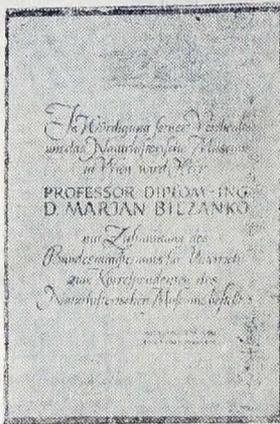 In Würdigung seiner Verdienste
um das Naturhistorische Museum
in Wien wird Herr
PROFESSOR DIPLOM-ING.
D. MARJAN BILZANKO
mit Zustimmung des
Bundesministeriums für Unterricht
zum Korrespondenten des
Naturhistorischen Museums bestellt